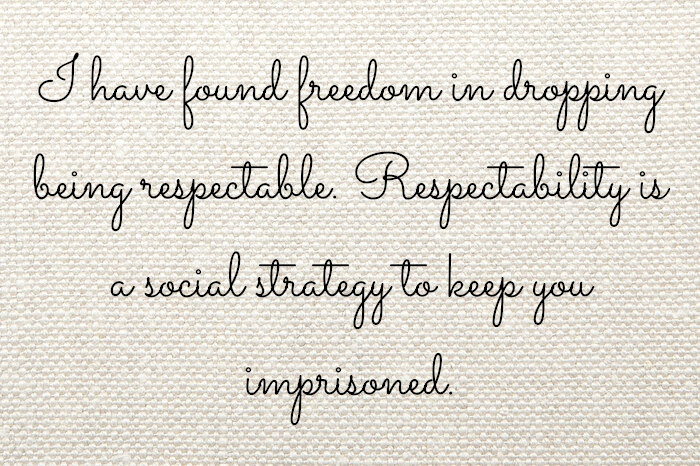 I have found freedom in dropping
being respectable. Respectability is
a social strategy to keep you
imprisoned.